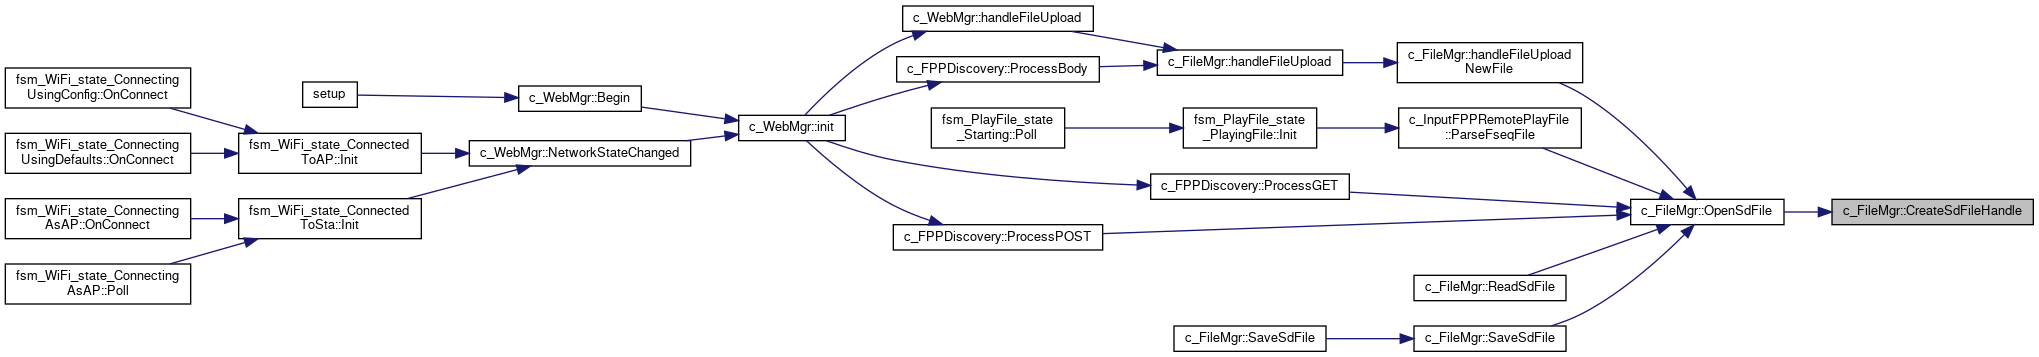 c_WebMgr::handleFileUpload
c_FileMgr::handleFileUpload
NewFile
c_FileMgr::handleFileUpload
c_FPPDiscovery::ProcessBody
fsm_WiFi_state_Connecting
UsingConfig::OnConnect
setup
c_WebMgr::Begin
c_WebMgr::init
fsm_PlayFile_state
_Starting::Poll
fsm_PlayFile_state
_PlayingFile::Init
c_InputFPPRemotePlayFile
::ParseFseqFile
fsm_WiFi_state_Connecting
UsingDefaults::OnConnect
fsm_WiFi_state_Connected
ToAP::Init
c_WebMgr::NetworkStateChanged
c_FPPDiscovery::ProcessGET
fsm_WiFi_state_Connecting
AsAP::OnConnect
fsm_WiFi_state_Connected
ToSta::Init
c_FileMgr::OpenSdFile
c_FileMgr::CreateSdFileHandle
c_FPPDiscovery::ProcessPOST
fsm_WiFi_state_Connecting
AsAP::Poll
c_FileMgr::ReadSdFile
c_FileMgr::SaveSdFile
c_FileMgr::SaveSdFile